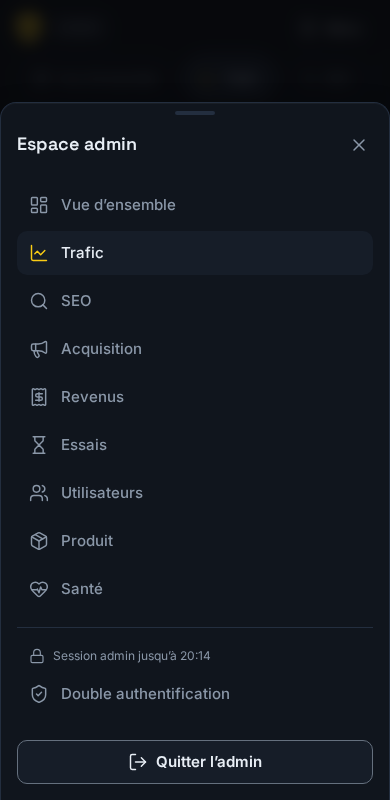 Espace admin
Vue d’ensemble
Trafic
SEO
Acquisition
Revenus
Essais
Utilisateurs
Produit
Santé
Session admin jusqu’à 20:14
Double authentification
Quitter l’admin